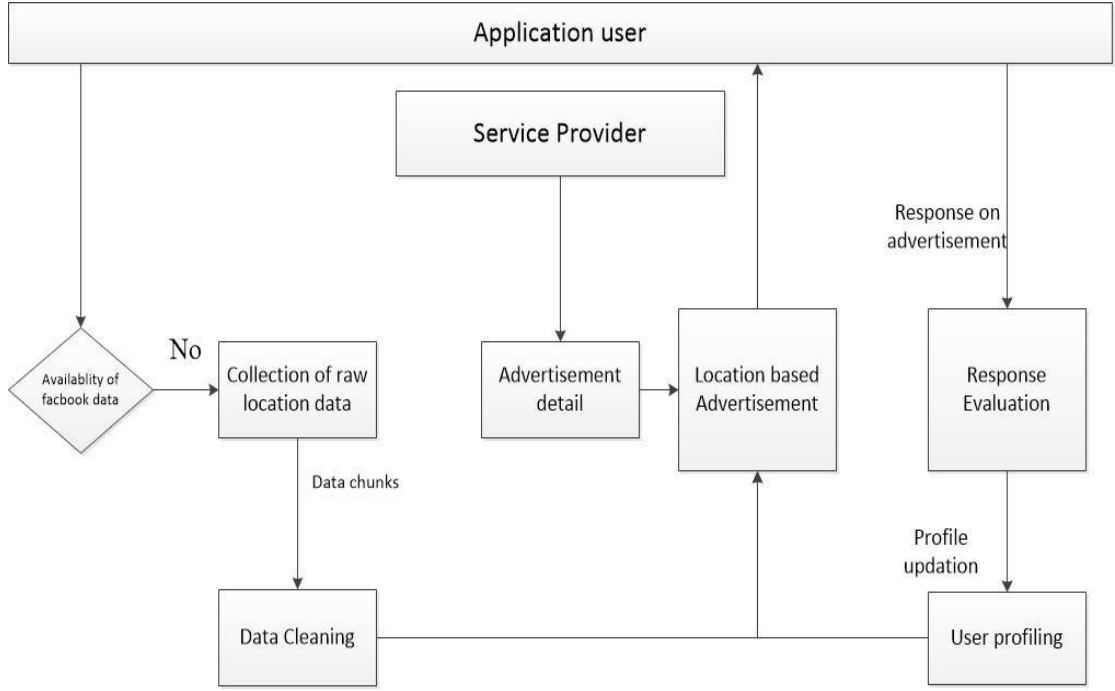 Application user
Service Provider
Response on
advertisement
No
Availablity of
facbook data
Collection of raw
location data
Advertisement
detail
Location based
Advertisement
Response
Evaluation
Data chunks
Profile
updation
Data Cleaning
User profiling